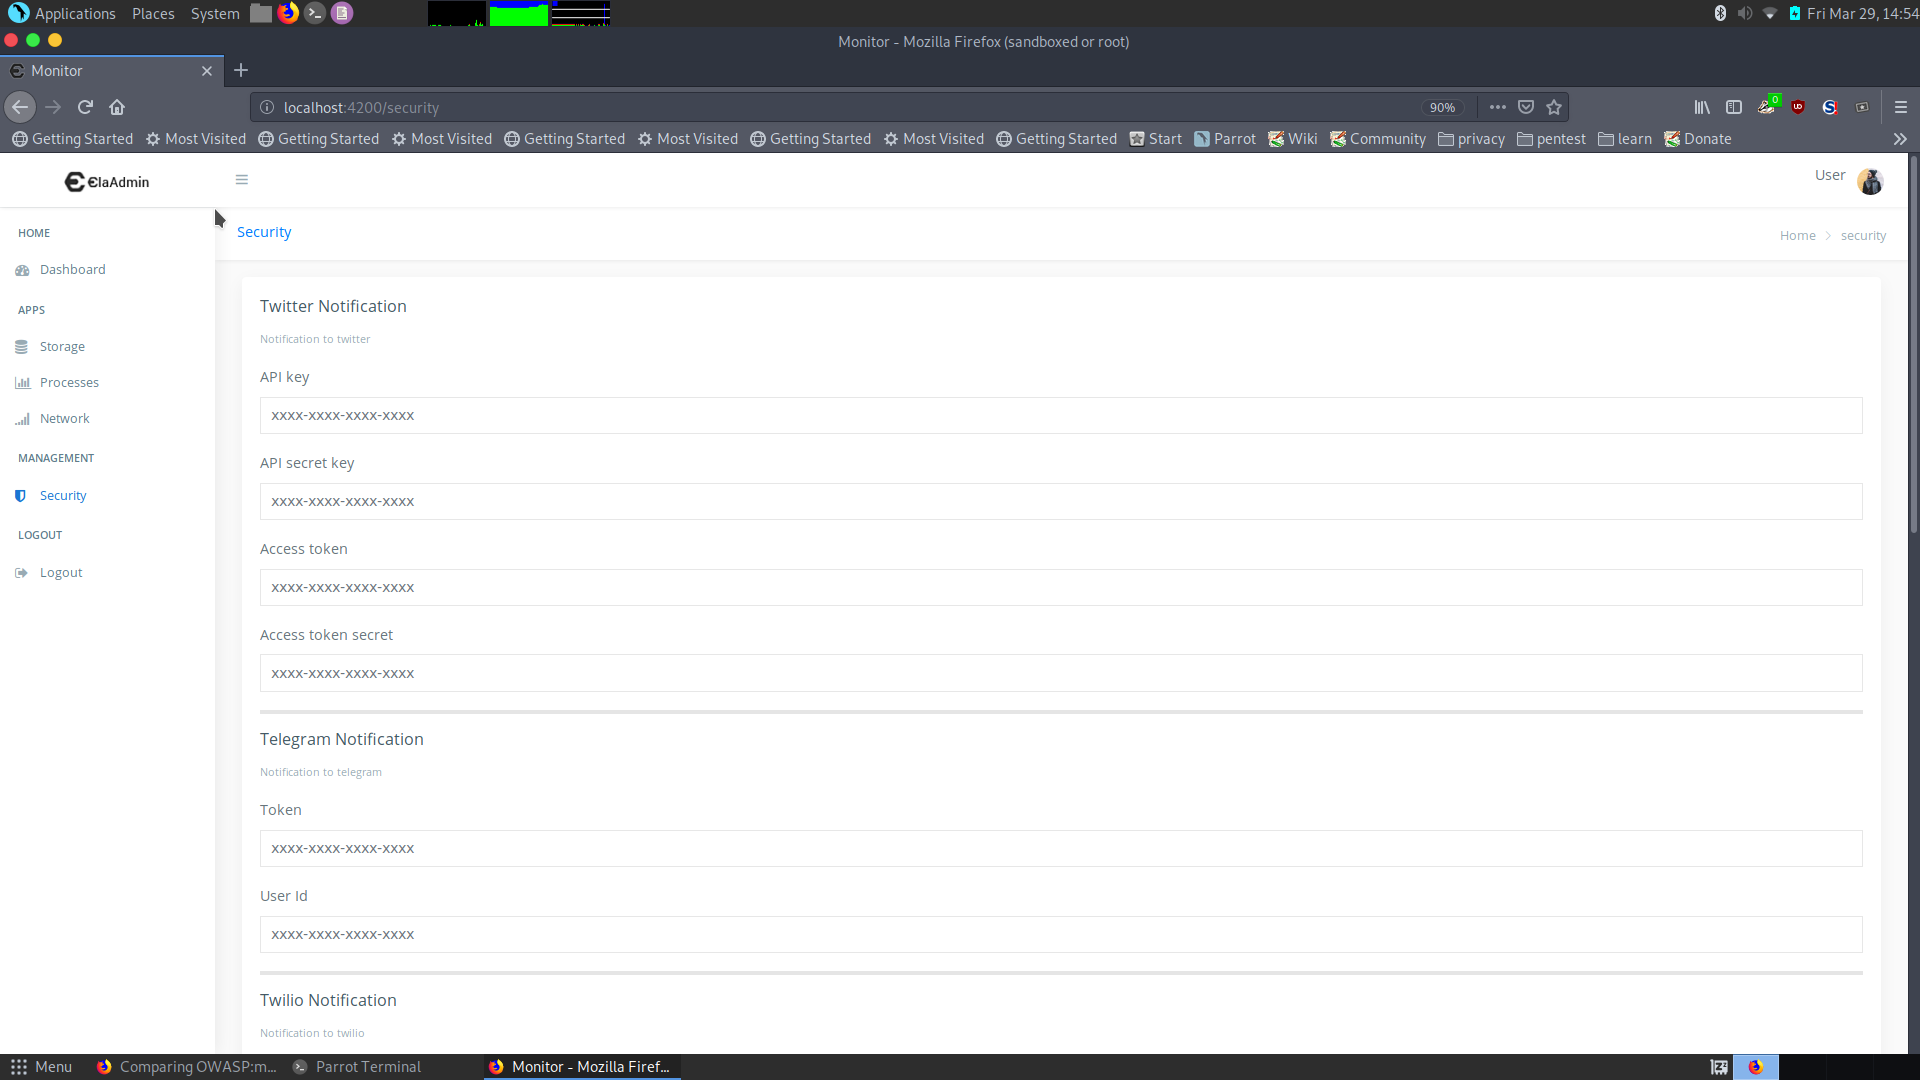 Applications Places System
Fri Mar 29, 14:54
Monitor - Mozilla Firefox (sandboxed or root)
Monitor
localhost:4200/security
90%
0
Getting Started Most Visited Getting Started Most Visited Getting Started Most Visited Getting Started Most Visited Getting Started Start Parrot Wiki Community privacy pentest learn Donate
ElaAdmin
User
HOME
Dashboard
APPS
Storage
Processes
Network
MANAGEMENT
Security
LOGOUT
Logout
Security
Home > security
Twitter Notification
Notification to twitter
API key
xxxx-xxxx-xxxx-xxxx
API secret key
xxxx-xxxx-xxxx-xxxx
Access token
xxxx-xxxx-xxxx-xxxx
Access token secret
xxxx-xxxx-xxxx-xxxx
Telegram Notification
Notification to telegram
Token
xxxx-xxxx-xxxx-xxxx
User Id
xxxx-xxxx-xxxx-xxxx
Twilio Notification
Notification to twilio
Menu
Comparing OWASP:m...
Parrot Terminal
Monitor - Mozilla Firef...